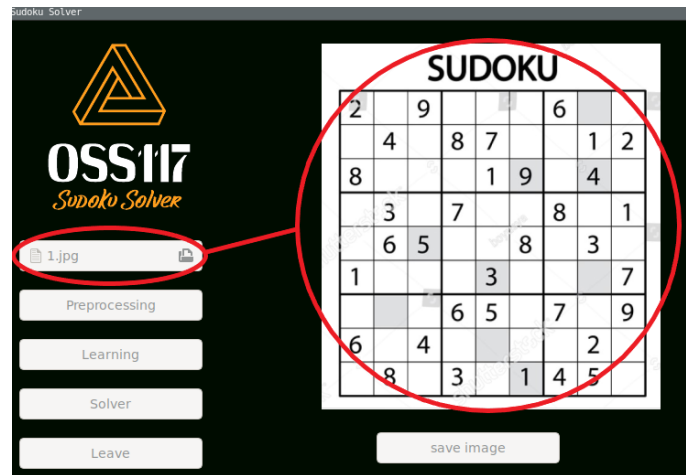 Sudoku Solver
OSS117
Sudoku Solver
1.jpg
Preprocessing
Learning
Solver
Leave
SUDOKU
2 9 6
4 8 7 1 2
8 1 9 4
3 7 8 1
6 5 8 3
1 3 7
6 5 7 9
6 4 2
8 3 1 4 5
save image